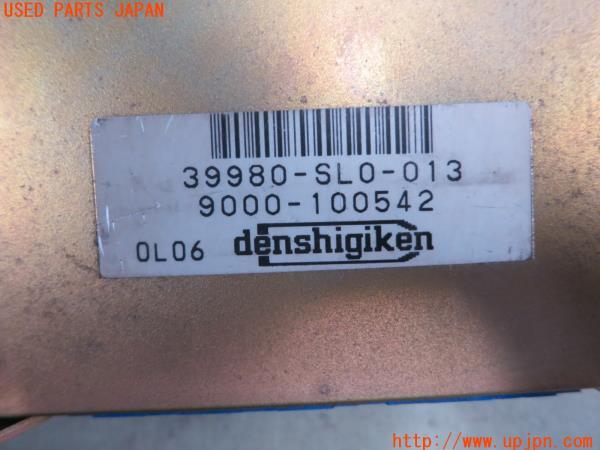 USED PARTS JAPAN
39980-SL0-013
9000-100542
0L06 denshigiken
http://www.upjpn.com